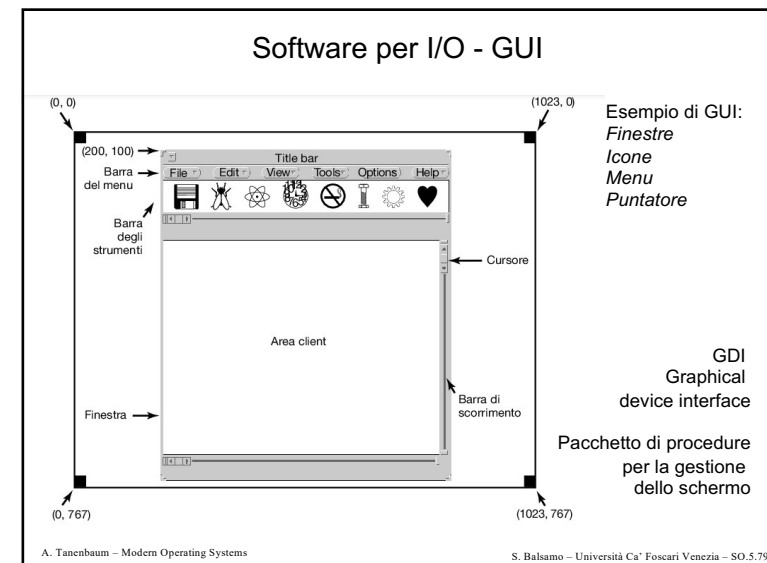 Software per I/O - GUI
(0, 0)
(1023, 0)
Esempio di GUI:
Finestre
Icone
Menu
Puntatore
(200, 100)
Title bar
Barra
del menu
File
Edit
View
Tools
Options
Help
12
Barra
degli
strumenti
Cursore
Area client
GDI
Graphical
device interface
Finestra
Barra di
scorrimento
Pacchetto di procedure
per la gestione
dello schermo
(0, 767)
(1023, 767)
A. Tanenbaum – Modern Operating Systems
S. Balsamo – Università Ca’ Foscari Venezia – SO.5.79